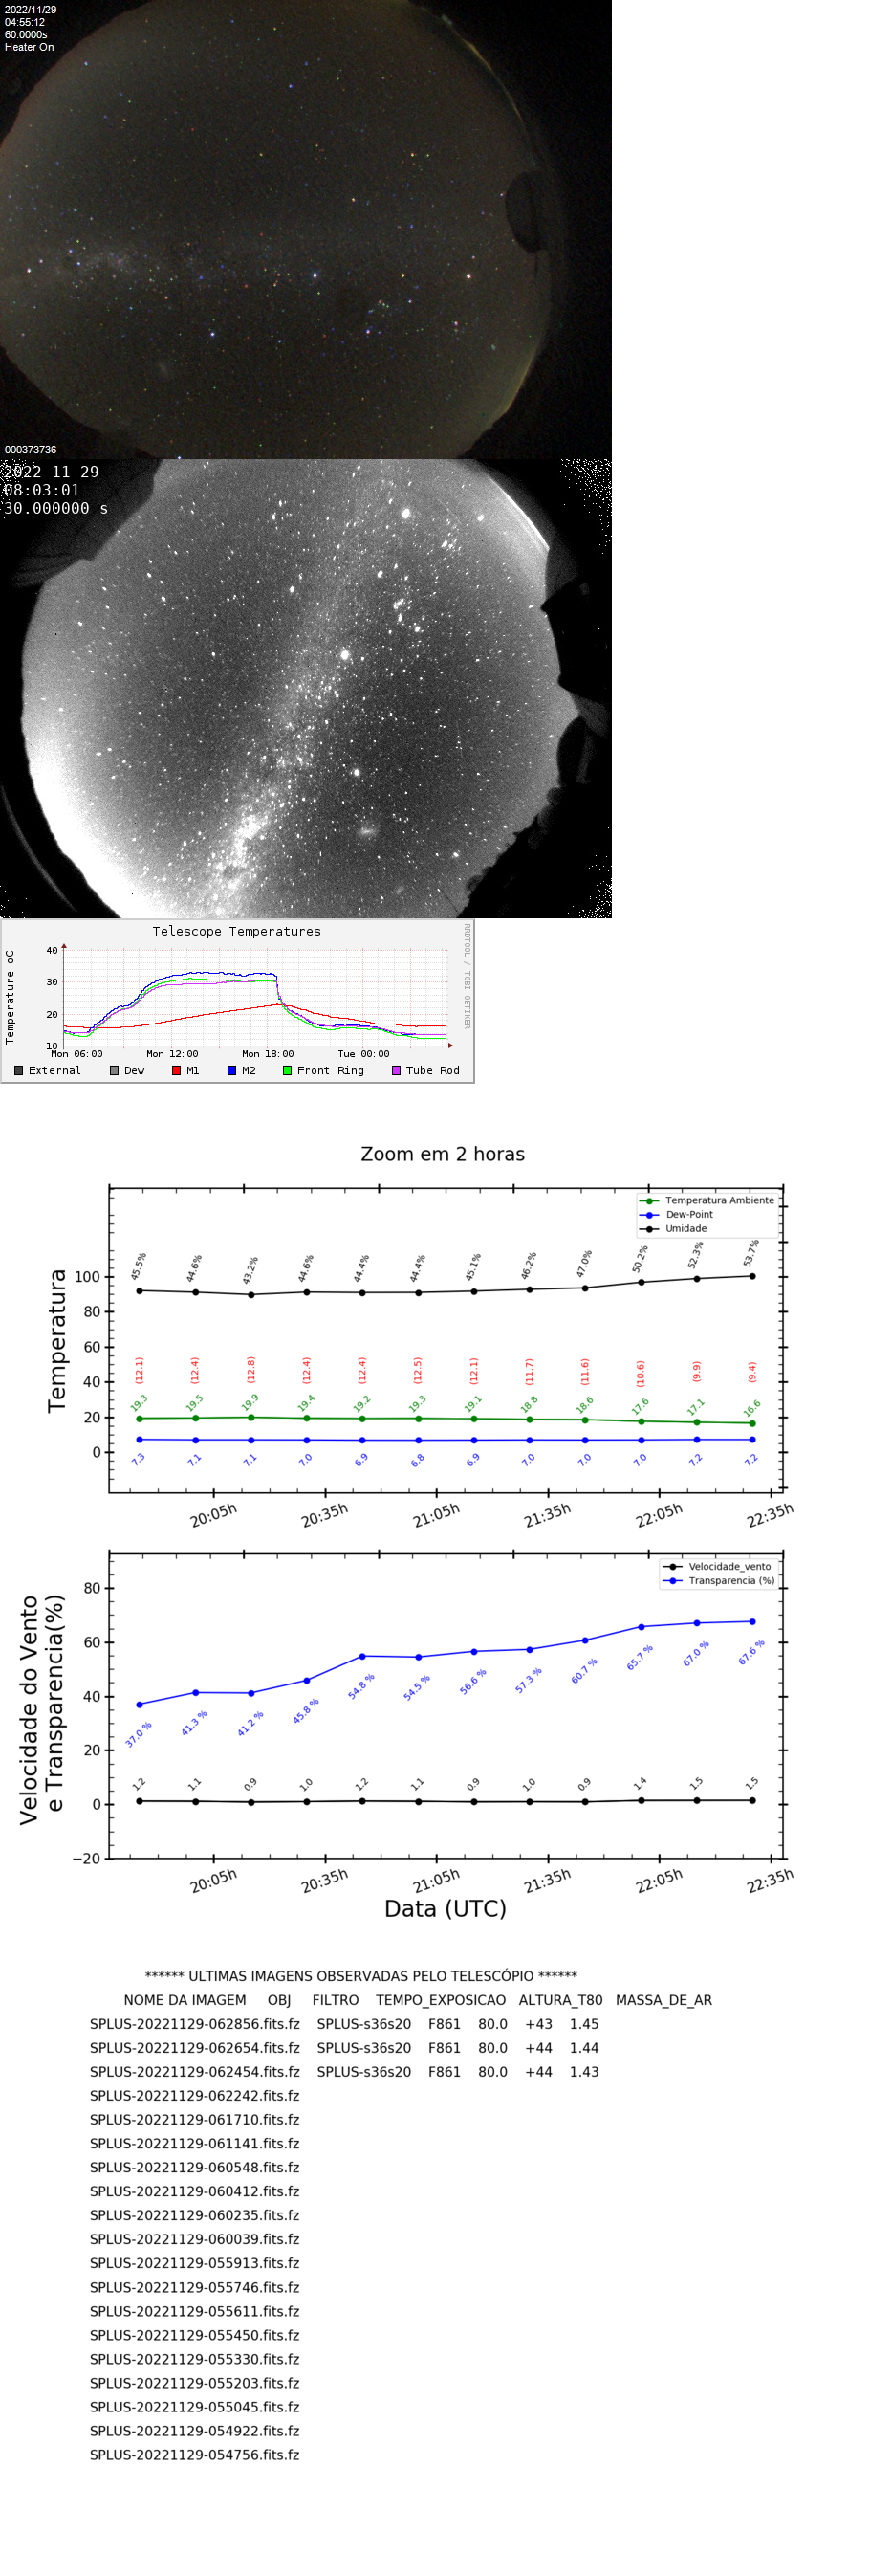 2022/11/29
04:55:12
60.0000s
Heater On
000373736
2022-11-29
08:03:01
30.000000 s
Telescope Temperatures
RRDTOOL / TOBI OETIKER
Temperature oC
40
30
20
10
Mon 06:00 Mon 12:00 Mon 18:00 Tue 00:00
External Dew M1 M2 Front Ring Tube Rod
Zoom em 2 horas
Temperatura Ambiente
Dew-Point
Umidade
Temperatura
100
80
60
40
20
0
45.5% 44.6% 43.2% 44.6% 44.4% 44.4% 45.1% 46.2% 47.0% 50.2% 52.3% 53.7%
(12.1) (12.4) (12.8) (12.4) (12.4) (12.5) (12.1) (11.7) (11.6) (10.6) (9.9) (9.4)
19.3 19.5 19.9 19.4 19.2 19.3 19.1 18.8 18.6 17.6 17.1 16.6
7.3 7.1 7.1 7.0 6.9 6.8 6.9 7.0 7.0 7.0 7.2 7.2
20:05h 20:35h 21:05h 21:35h 22:05h 22:35h
Velocidade_vento
Transparencia (%)
Velocidade do Vento
e Transparencia(%)
80
60
40
20
0
−20
37.0 % 41.3 % 41.2 % 45.8 % 54.8 % 54.5 % 56.6 % 57.3 % 60.7 % 65.7 % 67.0 % 67.6 %
1.2 1.1 0.9 1.0 1.2 1.1 0.9 1.0 0.9 1.4 1.5 1.5
20:05h 20:35h 21:05h 21:35h 22:05h 22:35h
Data (UTC)
****** ULTIMAS IMAGENS OBSERVADAS PELO TELESCÓPIO ******
NOME DA IMAGEM OBJ FILTRO TEMPO_EXPOSICAO ALTURA_T80 MASSA_DE_AR
SPLUS-20221129-062856.fits.fz SPLUS-s36s20 F861 80.0 +43 1.45
SPLUS-20221129-062654.fits.fz SPLUS-s36s20 F861 80.0 +44 1.44
SPLUS-20221129-062454.fits.fz SPLUS-s36s20 F861 80.0 +44 1.43
SPLUS-20221129-062242.fits.fz
SPLUS-20221129-061710.fits.fz
SPLUS-20221129-061141.fits.fz
SPLUS-20221129-060548.fits.fz
SPLUS-20221129-060412.fits.fz
SPLUS-20221129-060235.fits.fz
SPLUS-20221129-060039.fits.fz
SPLUS-20221129-055913.fits.fz
SPLUS-20221129-055746.fits.fz
SPLUS-20221129-055611.fits.fz
SPLUS-20221129-055450.fits.fz
SPLUS-20221129-055330.fits.fz
SPLUS-20221129-055203.fits.fz
SPLUS-20221129-055045.fits.fz
SPLUS-20221129-054922.fits.fz
SPLUS-20221129-054756.fits.fz